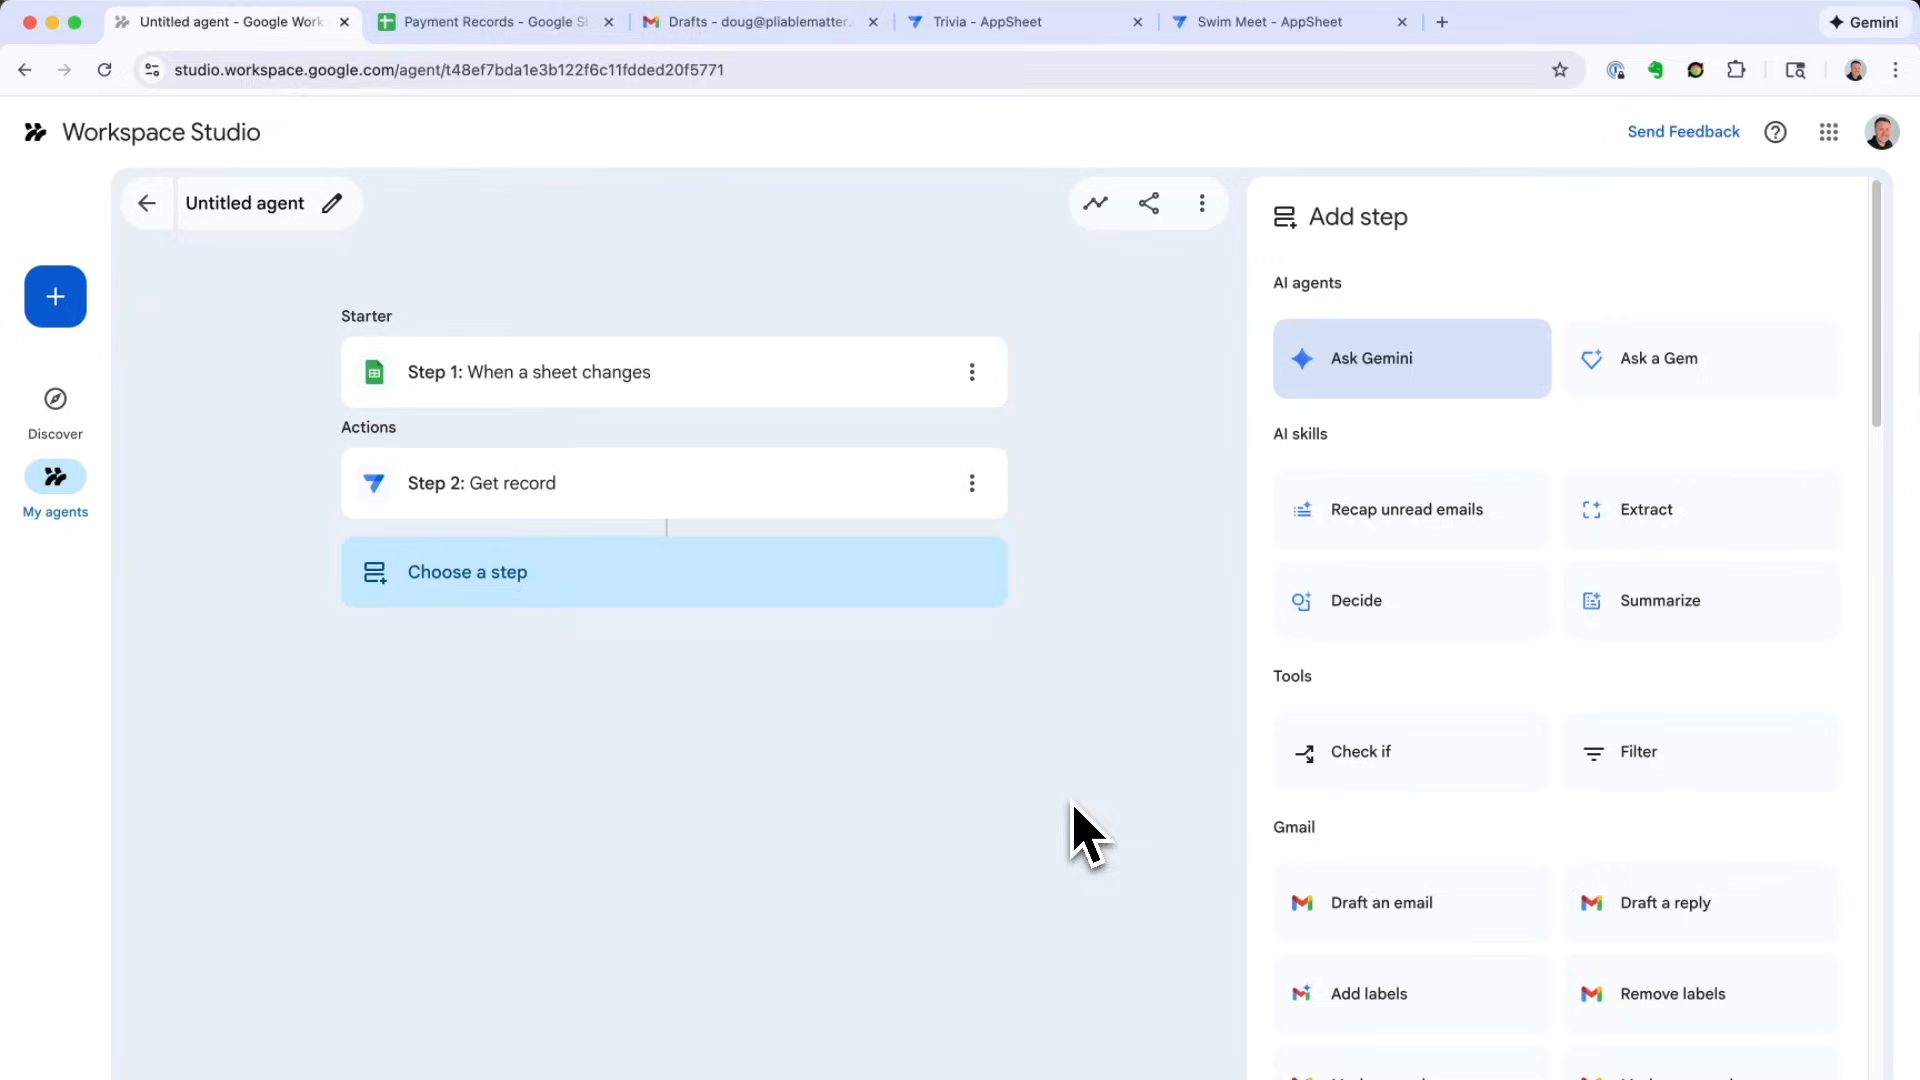 Untitled agent - Google Work
Payment Records - Google S
Drafts - doug@pliablematter.
Trivia - AppSheet
Swim Meet - AppSheet
Gemini
studio.workspace.google.com/agent/t48ef7bda1e3b122f6c11fdded20f5771
Workspace Studio
Send Feedback
Untitled agent
Discover
My agents
Starter
Step 1: When a sheet changes
Actions
Step 2: Get record
Choose a step
Add step
AI agents
Ask Gemini
Ask a Gem
AI skills
Recap unread emails
Extract
Decide
Summarize
Tools
Check if
Filter
Gmail
Draft an email
Draft a reply
Add labels
Remove labels